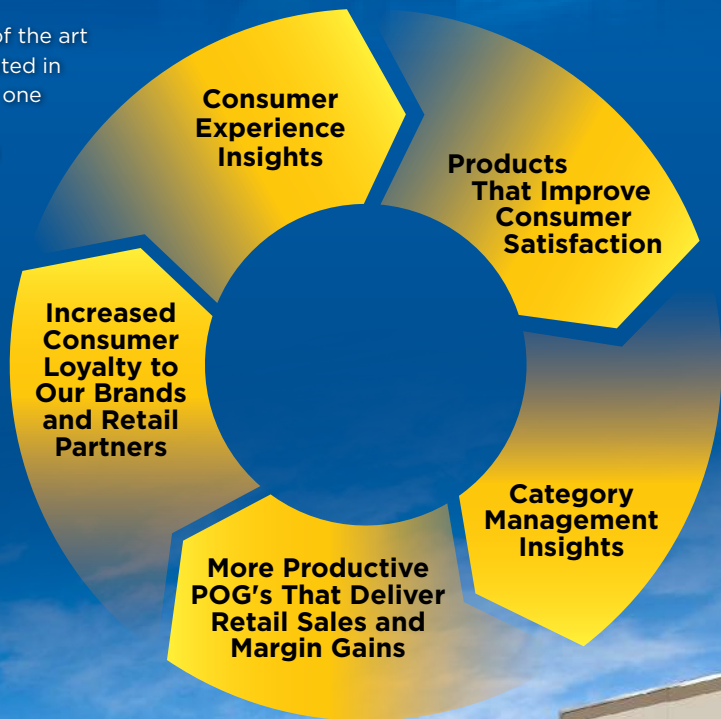 of the art
ted in
one
Consumer
Experience
Insights
Products
That Improve
Consumer
Satisfaction
Category
Management
Insights
More Productive
POG's That Deliver
Retail Sales and
Margin Gains
Increased
Consumer
Loyalty to
Our Brands
and Retail
Partners